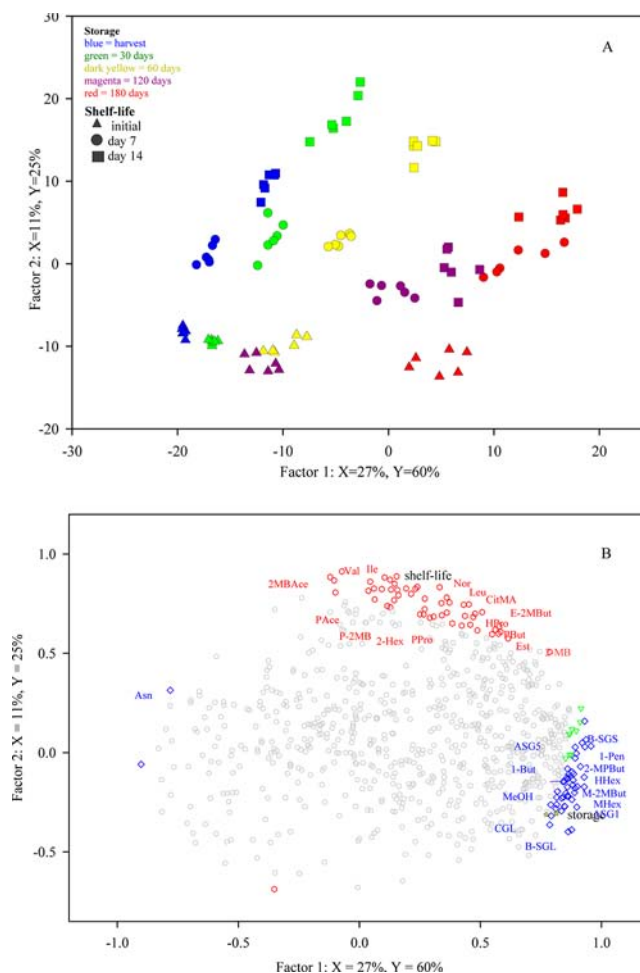 A
Storage
blue = harvest
green = 30 days
dark yellow = 60 days
magenta = 120 days
red = 180 days
Shelf-life
initial
day 7
day 14
30
20
10
0
-10
-20
Factor 2: X=11%, Y=25%
-30
-20
-10
0
10
20
Factor 1: X=27%, Y=60%
B
1.0
0.5
0.0
-0.5
Factor 2: X = 11%, Y = 25%
Val
Ile
shelf-life
2MBAce
Nor
Leu
CitMA
PAce
E-2MBut
P-2MB
2-Hex
PPro
HPro
PBut
Est
DMB
Asn
ASG5
B-SGS
1-Pen
1-But
2-MPBut
HHex
MeOH
M-2MBut
MHex
storage
ASG1
CGL
B-SGL
-1.0
-0.5
0.0
0.5
1.0
Factor 1: X = 27%, Y = 60%